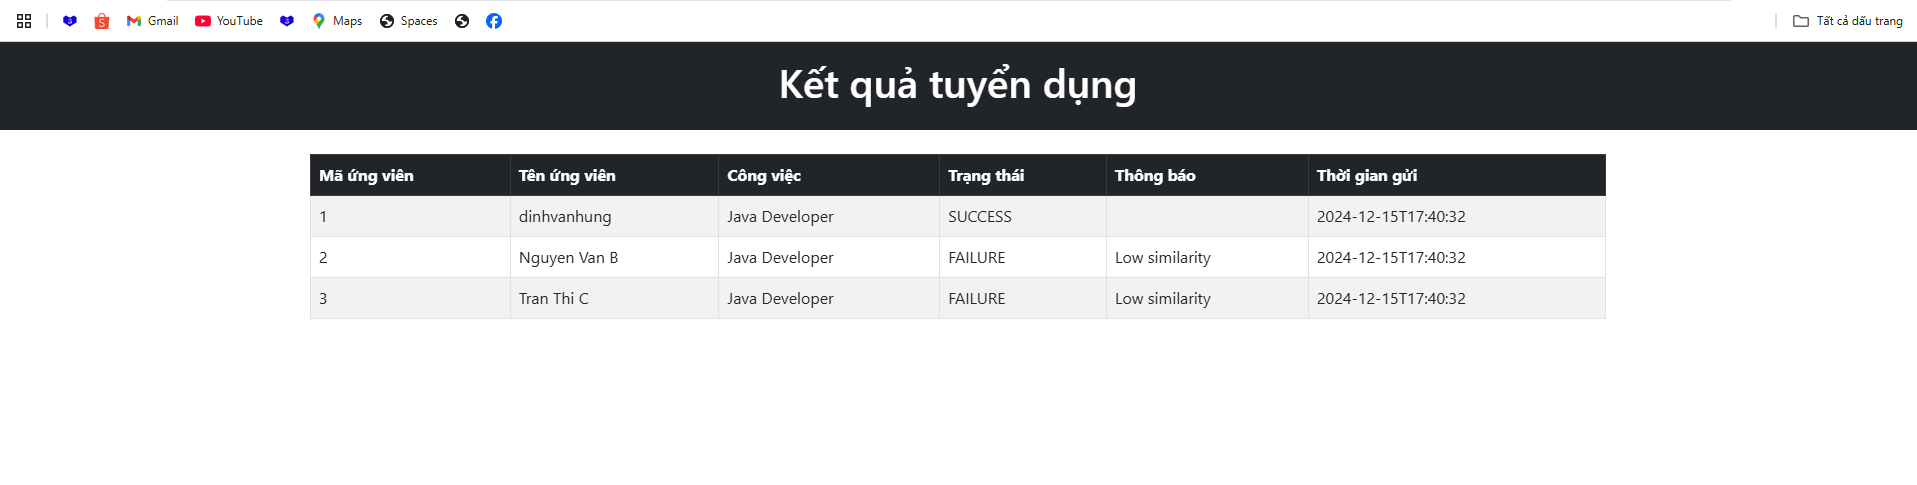 Gmail YouTube Maps Spaces Tất cả dấu trang
Kết quả tuyển dụng
Mã ứng viên Tên ứng viên Công việc Trạng thái Thông báo Thời gian gửi
1 dinhvanhung Java Developer SUCCESS 2024-12-15T17:40:32
2 Nguyen Van B Java Developer FAILURE Low similarity 2024-12-15T17:40:32
3 Tran Thi C Java Developer FAILURE Low similarity 2024-12-15T17:40:32